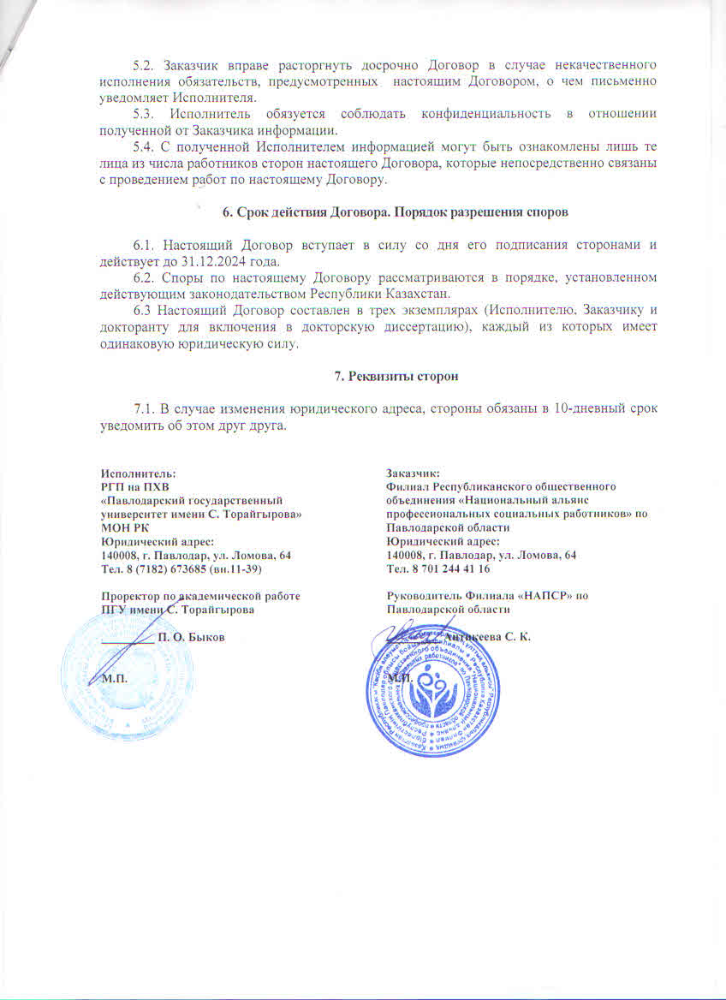 5.2. Заказчик вправе расторгнуть досрочно Договор в случае некачественного
исполнения обязательств, предусмотренных настоящим Договором, о чем письменно
уведомляет Исполнителя.
5.3. Исполнитель обязуется соблюдать конфиденциальность в отношении
полученной от Заказчика информации.
5.4. С полученной Исполнителем информацией могут быть ознакомлены лишь те
лица из числа работников сторон настоящего Договора, которые непосредственно связаны
с проведением работ по настоящему Договору.
6. Срок действия Договора. Порядок разрешения споров
6.1. Настоящий Договор вступает в силу со дня его подписания сторонами и
действует до 31.12.2024 года.
6.2. Споры по настоящему Договору рассматриваются в порядке, установленном
действующим законодательством Республики Казахстан.
6.3 Настоящий Договор составлен в трех экземплярах (Исполнителю, Заказчику и
докторанту для включения в докторскую диссертацию), каждый из которых имеет
одинаковую юридическую силу.
7. Реквизиты сторон
7.1. В случае изменения юридического адреса, стороны обязаны в 10-дневный срок
уведомить об этом друг друга.
Исполнитель:
РГП на ПХВ
«Павлодарский государственный
университет имени С. Торайгырова»
МОН РК
Юридический адрес:
140008, г. Павлодар, ул. Ломова, 64
Тел. 8 (7182) 673685 (вн.11-39)
Проректор по академической работе
ПГУ имени С. Торайгырова
П. О. Быков
М.П.
Заказчик:
Филиал Республиканского общественного
объединения «Национальный альянс
профессиональных социальных работников» по
Павлодарской области
Юридический адрес:
140008, г. Павлодар, ул. Ломова, 64
Тел. 8 701 244 41 16
Руководитель Филиала «НАПСР» по
Павлодарской области
Антикеева С. К.
М.П.